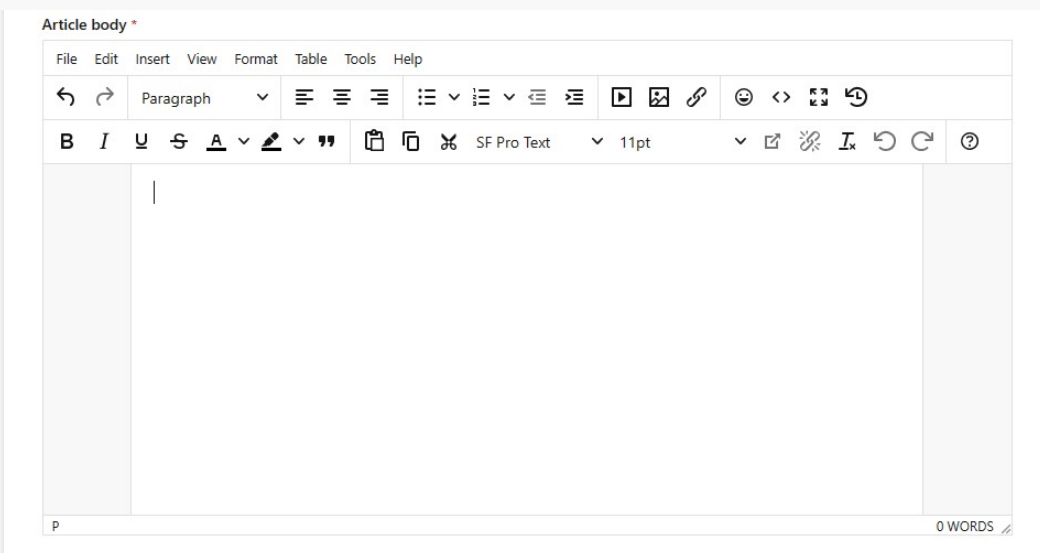 Article body *
File Edit Insert View Format Table Tools Help
Paragraph
B I U S A SF Pro Text 11pt
P 0 WORDS